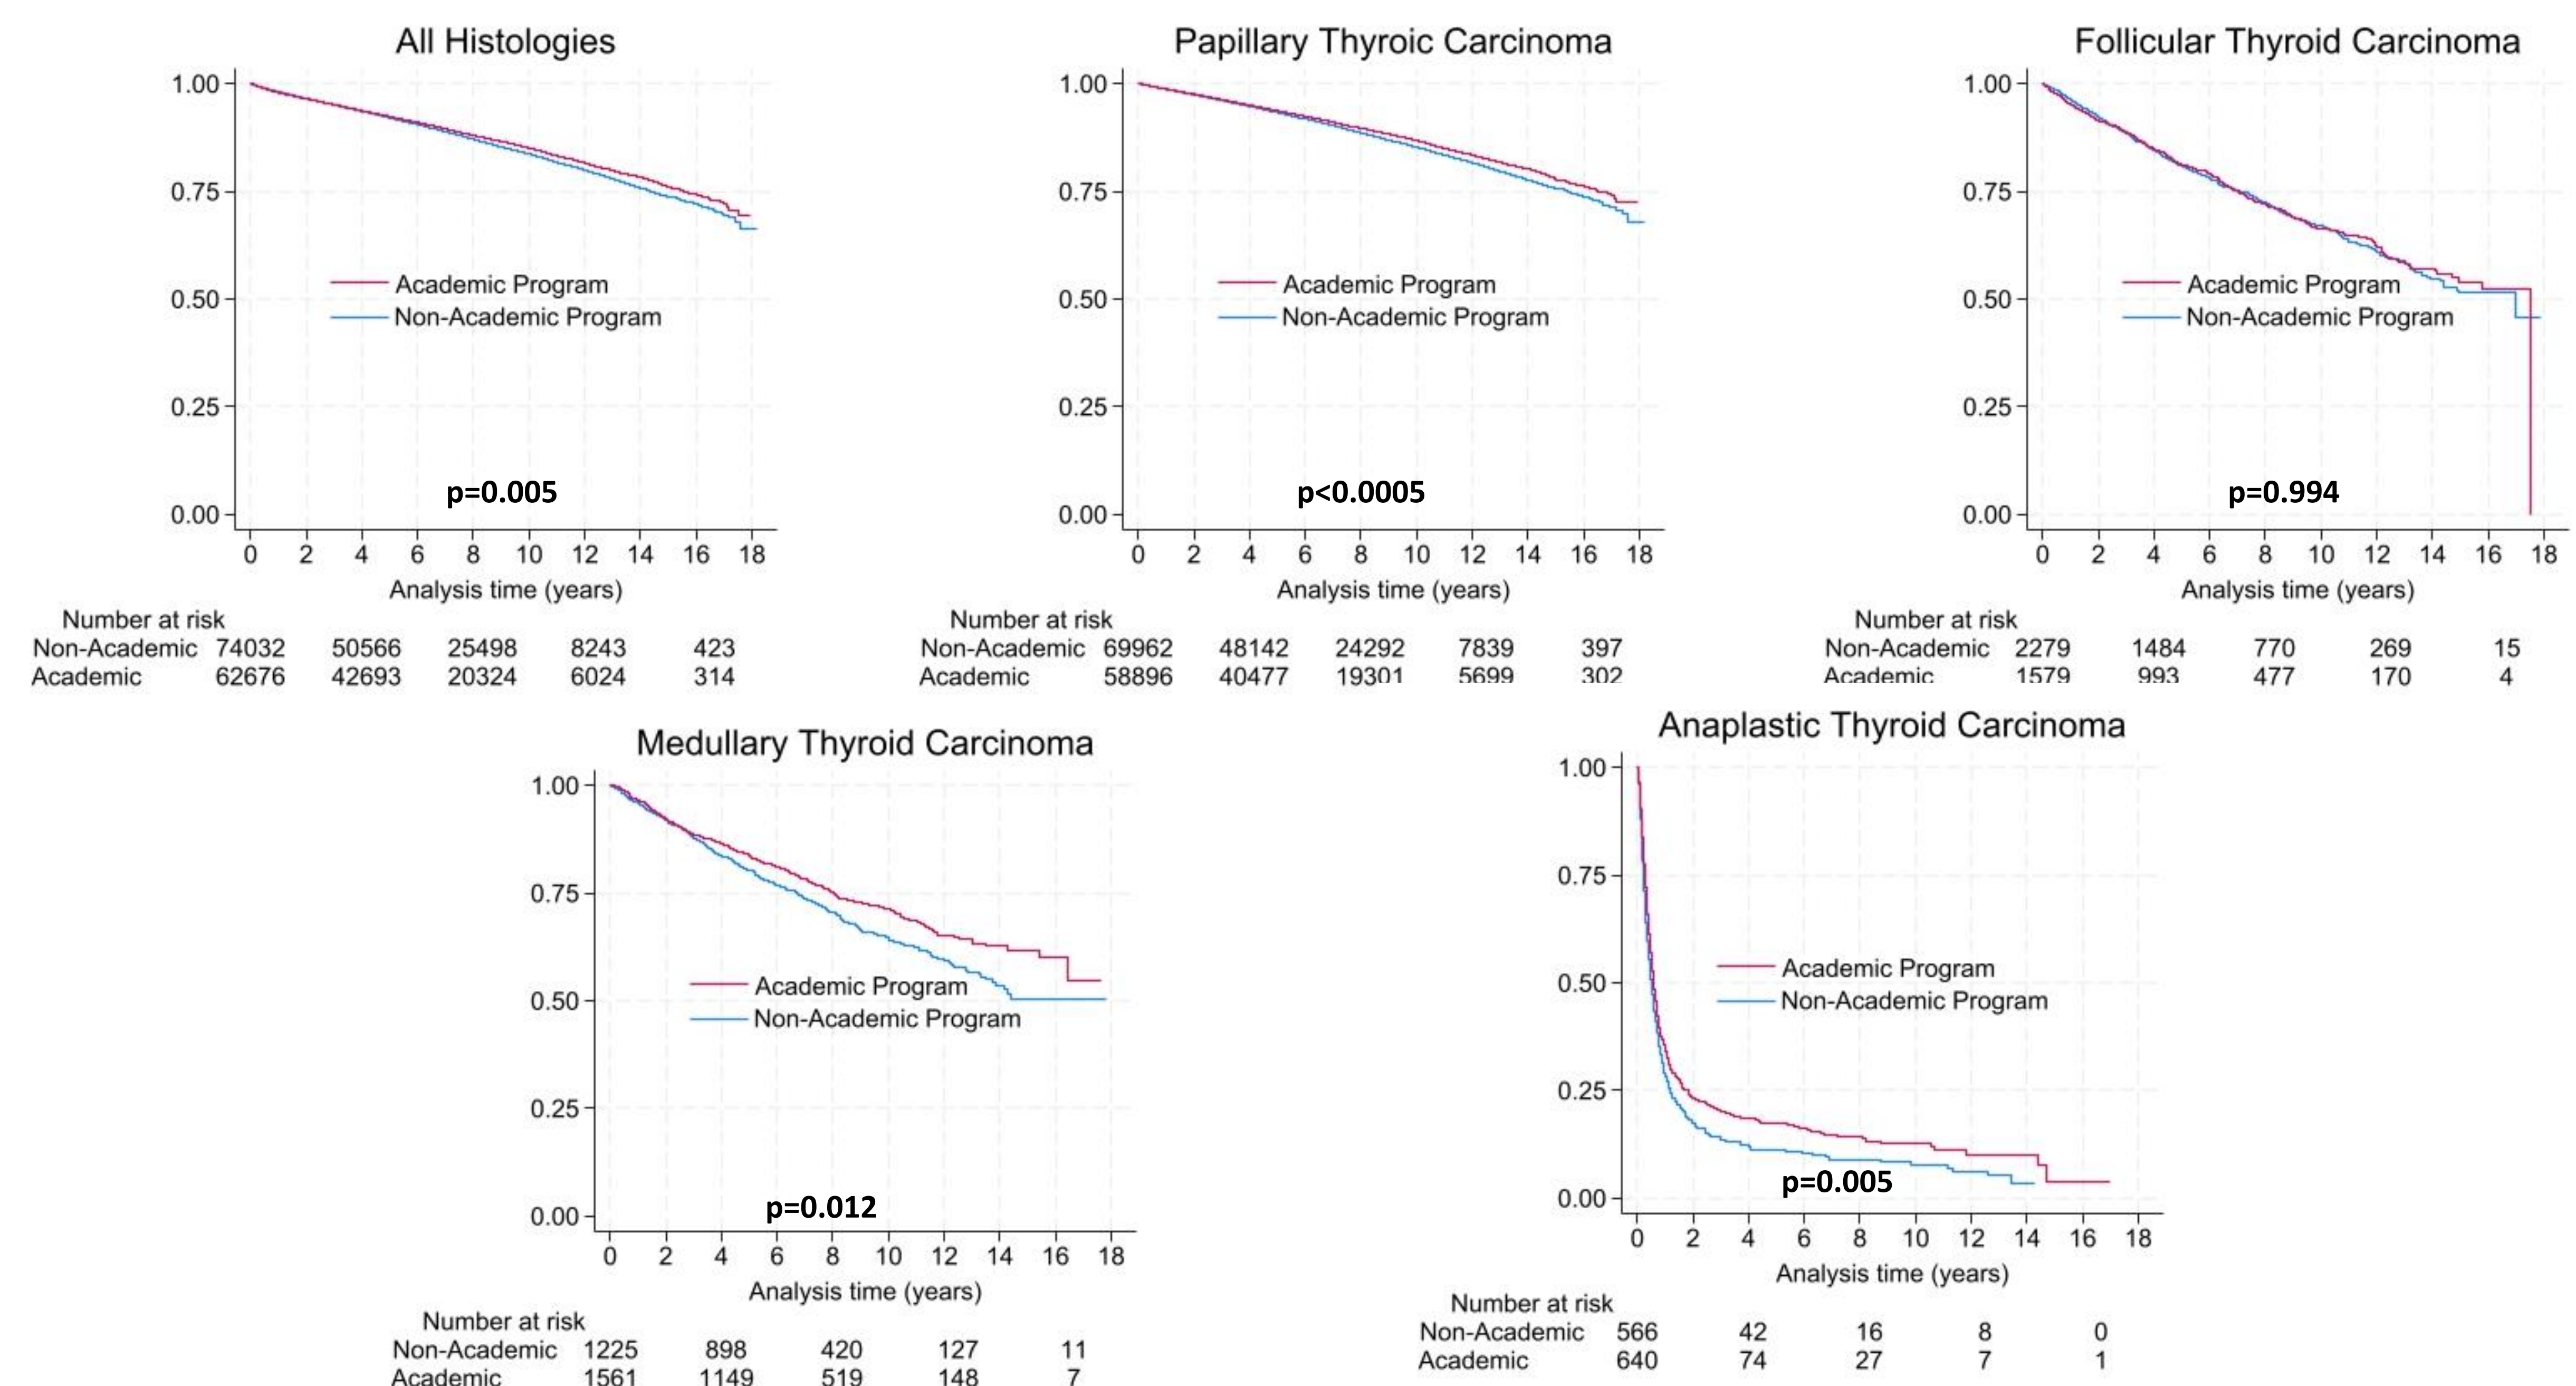 All Histologies
1.00
0.75
0.50
0.25
0.00
Academic Program
Non-Academic Program
p=0.005
0 2 4 6 8 10 12 14 16 18
Analysis time (years)
Number at risk
Non-Academic 74032 50566 25498 8243 423
Academic 62676 42693 20324 6024 314
Papillary Thyroic Carcinoma
1.00
0.75
0.50
0.25
0.00
Academic Program
Non-Academic Program
p<0.0005
0 2 4 6 8 10 12 14 16 18
Analysis time (years)
Number at risk
Non-Academic 69962 48142 24292 7839 397
Academic 58896 40477 19301 5699 302
Follicular Thyroid Carcinoma
1.00
0.75
0.50
0.25
0.00
Academic Program
Non-Academic Program
p=0.994
0 2 4 6 8 10 12 14 16 18
Analysis time (years)
Number at risk
Non-Academic 2279 1484 770 269 15
Academic 1579 993 477 170 4
Medullary Thyroid Carcinoma
1.00
0.75
0.50
0.25
0.00
Academic Program
Non-Academic Program
p=0.012
0 2 4 6 8 10 12 14 16 18
Analysis time (years)
Number at risk
Non-Academic 1225 898 420 127 11
Academic 1561 1149 519 148 7
Anaplastic Thyroid Carcinoma
1.00
0.75
0.50
0.25
0.00
Academic Program
Non-Academic Program
p=0.005
0 2 4 6 8 10 12 14 16 18
Analysis time (years)
Number at risk
Non-Academic 566 42 16 8 0
Academic 640 74 27 7 1